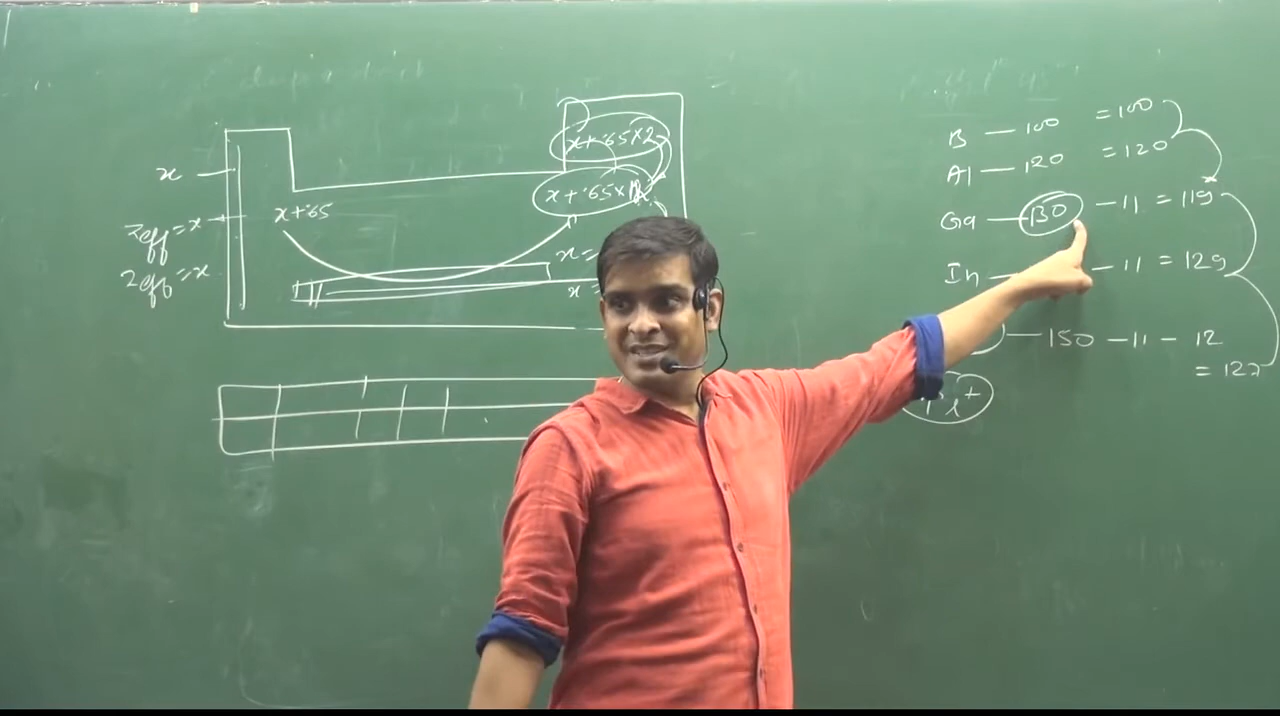 x+.65×2
x
x+.65×
x+.65
Zeff=x
Zeff=x
x=
x=
B — 100 =100
Al — 120 =120
Ga — 130 -11 = 119
In — -11 = 129
— 150 -11 - 12
= 127